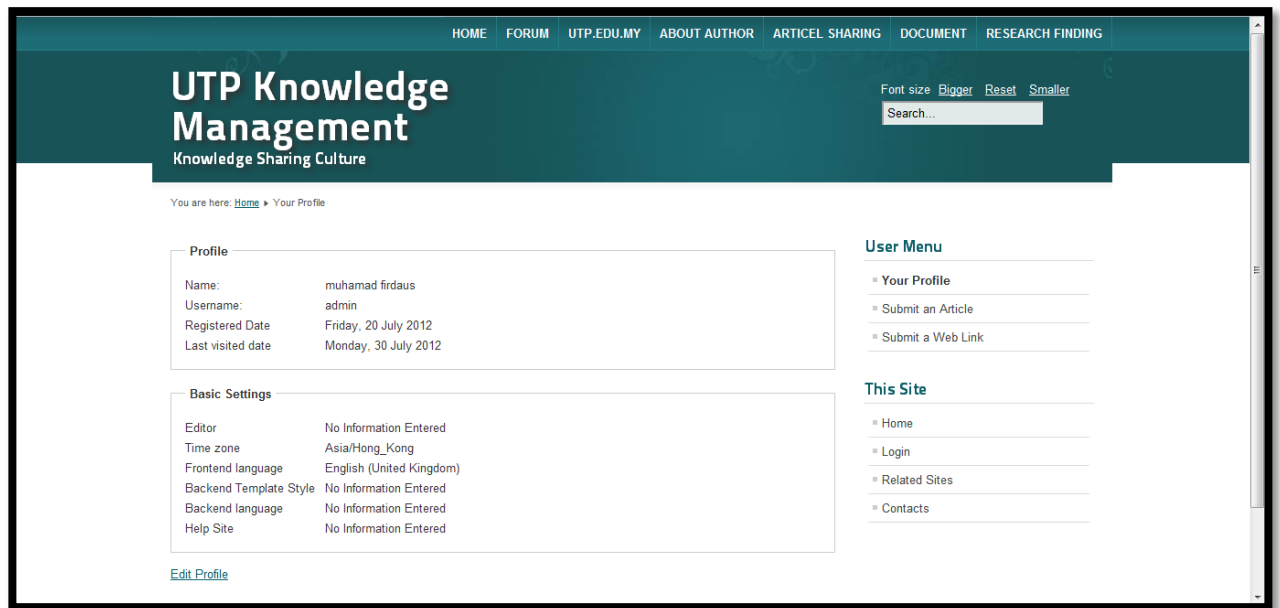 HOME FORUM UTP.EDU.MY ABOUT AUTHOR ARTICEL SHARING DOCUMENT RESEARCH FINDING
UTP Knowledge
Management
Knowledge Sharing Culture
Font size Bigger Reset Smaller
Search...
You are here: Home Your Profile
Profile
Name: muhamad firdaus
Username: admin
Registered Date Friday, 20 July 2012
Last visited date Monday, 30 July 2012
Basic Settings
Editor No Information Entered
Time zone Asia/Hong_Kong
Frontend language English (United Kingdom)
Backend Template Style No Information Entered
Backend language No Information Entered
Help Site No Information Entered
Edit Profile
User Menu
Your Profile
Submit an Article
Submit a Web Link
This Site
Home
Login
Related Sites
Contacts